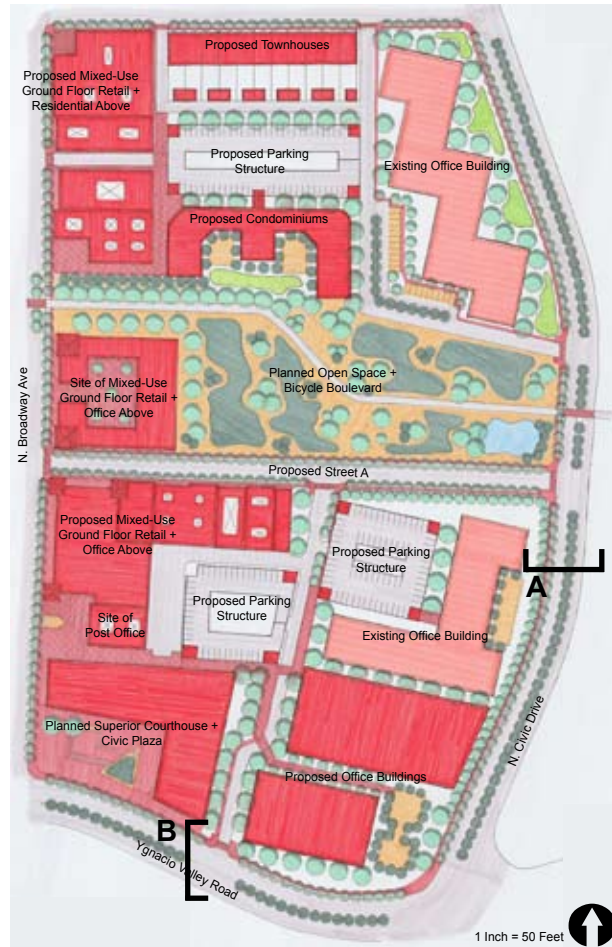 Proposed Townhouses
Proposed Mixed-Use
Ground Floor Retail +
Residential Above
Proposed Parking
Structure
Existing Office Building
Proposed Condominiums
N. Broadway Ave
Site of Mixed-Use
Ground Floor Retail +
Office Above
Planned Open Space +
Bicycle Boulevard
Proposed Street A
Proposed Mixed-Use
Ground Floor Retail +
Office Above
Proposed Parking
Structure
A
Proposed Parking
Structure
Site of
Post Office
Existing Office Building
Planned Superior Courthouse +
Civic Plaza
N. Civic Drive
Proposed Office Buildings
B
Ygnacio Valley Road
1 Inch = 50 Feet